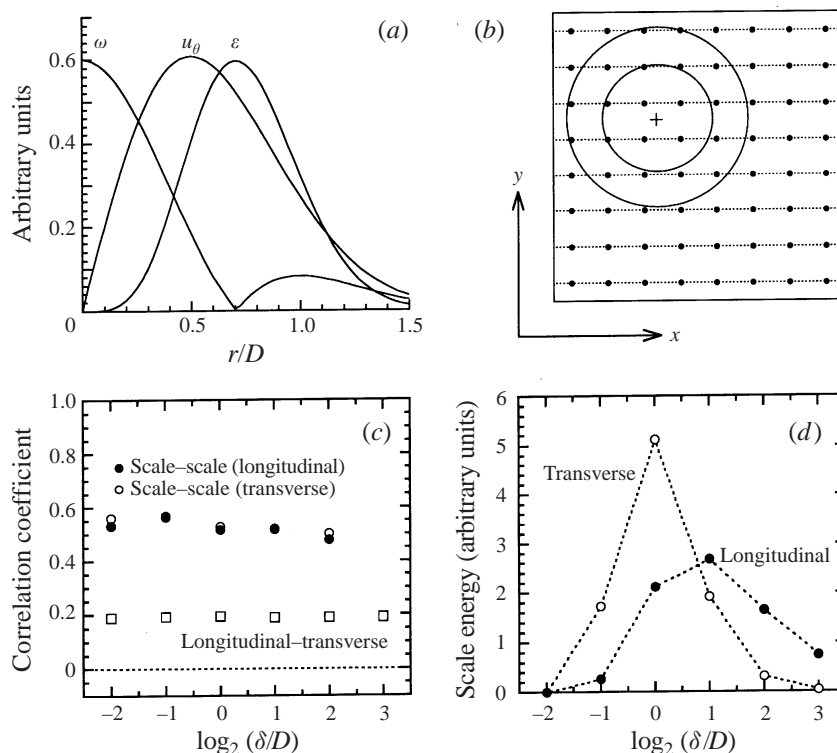 (a)
ω
u_θ
ε
0.6
0.4
0.2
0
Arbitrary units
0.5
1.0
1.5
r/D
(b)
y
x
(c)
1.0
0.8
0.6
0.4
0.2
0
Correlation coefficient
Scale–scale (longitudinal)
Scale–scale (transverse)
Longitudinal–transverse
–2 –1 0 1 2 3
log₂ (δ/D)
(d)
6
5
4
3
2
1
0
Scale energy (arbitrary units)
Transverse
Longitudinal
–2 –1 0 1 2 3
log₂ (δ/D)